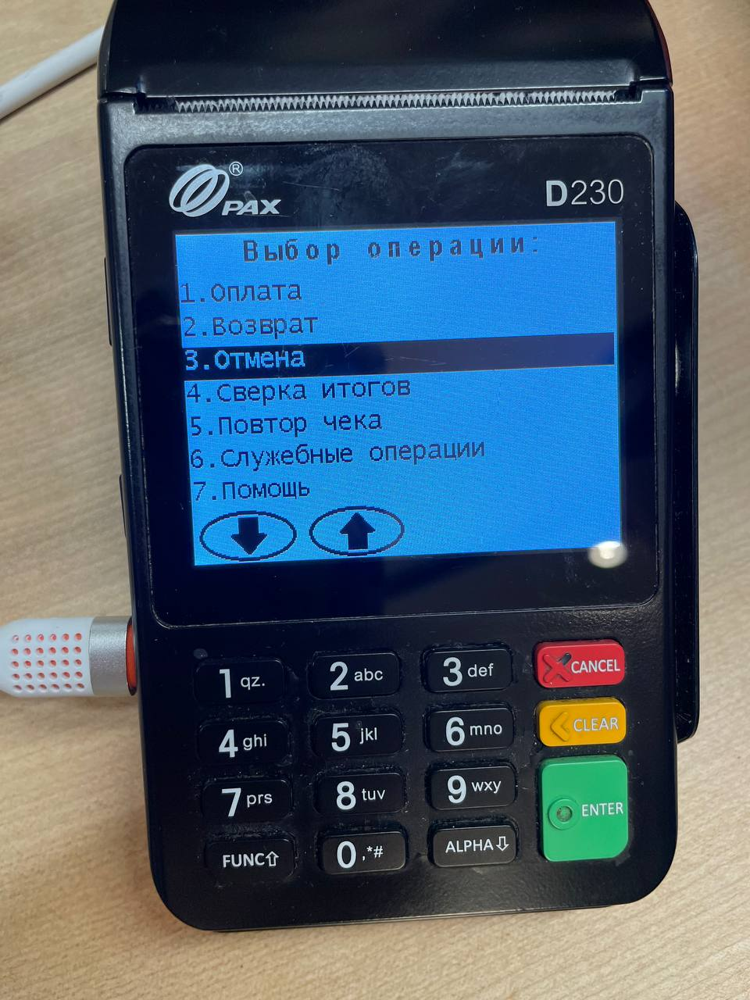 PAX®
D230
Выбор операции:
1.Оплата
2.Возврат
3.Отмена
4.Сверка итогов
5.Повтор чека
6.Служебные операции
7.Помощь
1 qz. 2 abc 3 def CANCEL
4 ghi 5 jkl 6 mno CLEAR
7 prs 8 tuv 9 wxy ENTER
FUNC⇧ 0 ,*# ALPHA⇩